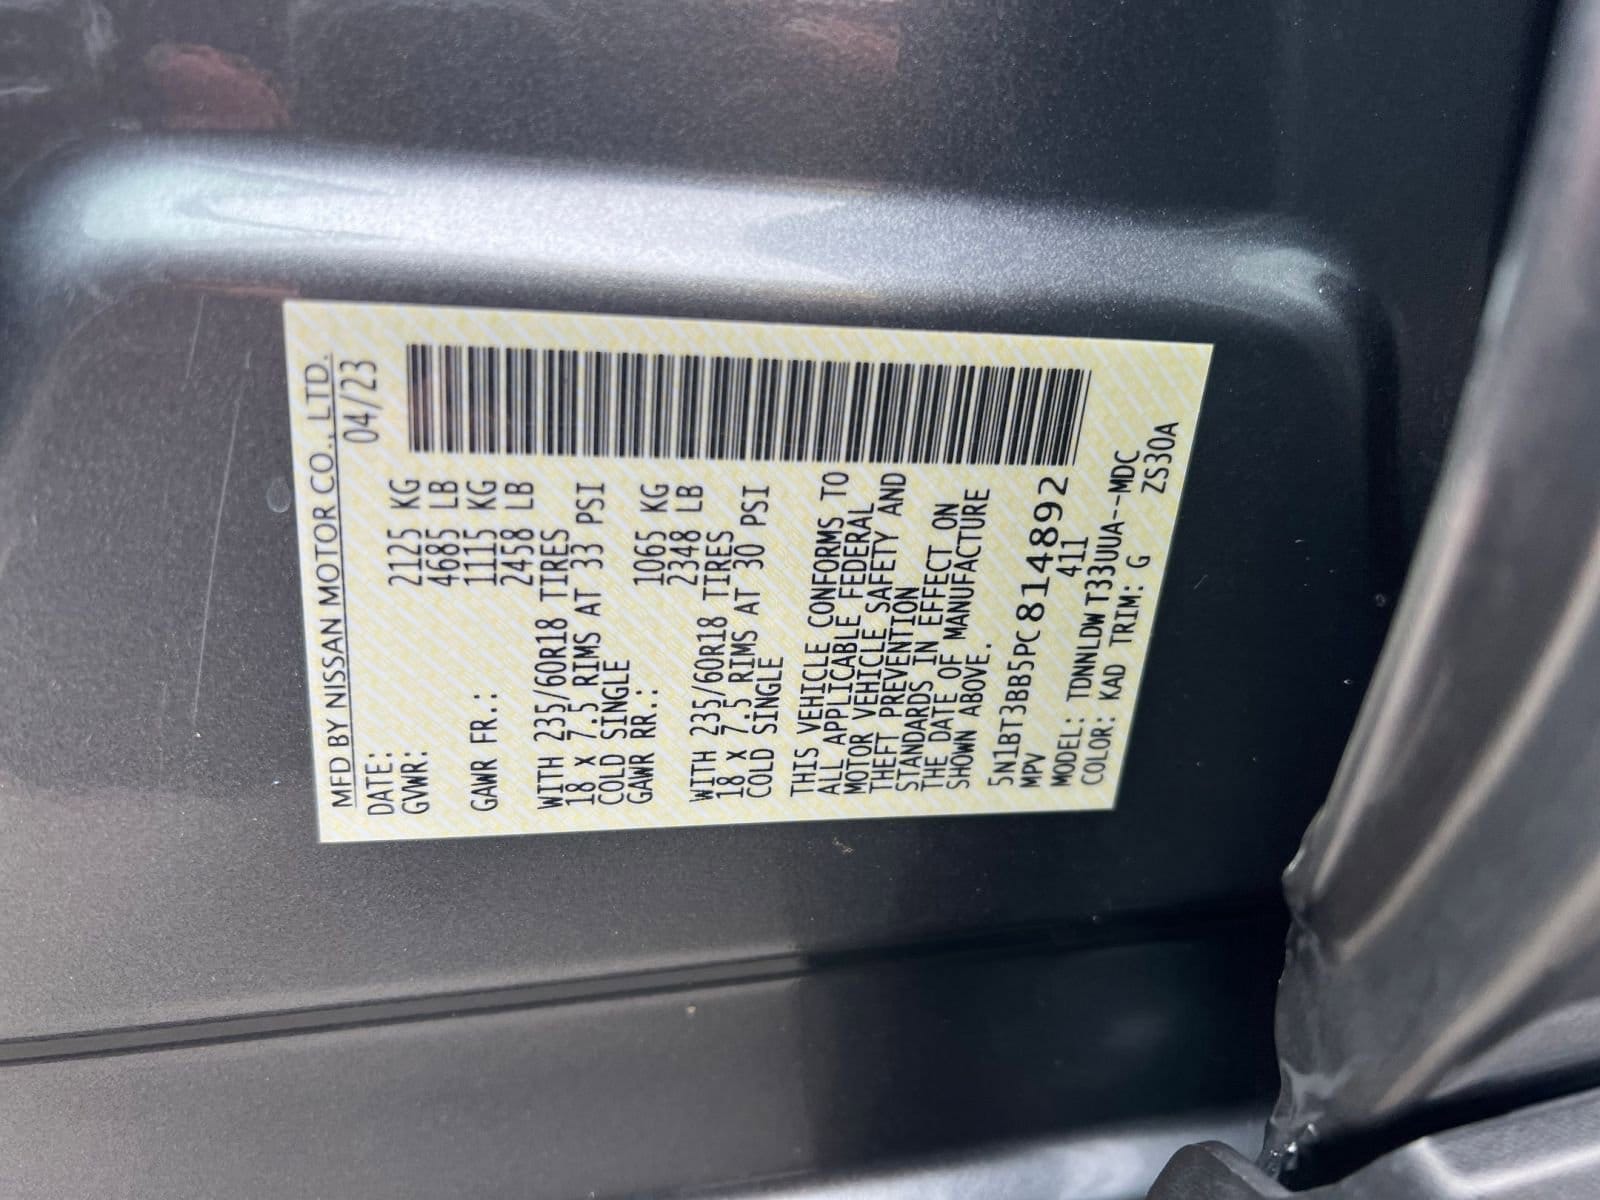 MFD BY NISSAN MOTOR CO., LTD.
DATE: 04/23
GVWR: 2125 KG
4685 LB
GAWR FR.: 1115 KG
2458 LB
WITH 235/60R18 TIRES
18 X 7.5 RIMS AT 33 PSI
COLD SINGLE
GAWR RR.: 1065 KG
2348 LB
WITH 235/60R18 TIRES
18 X 7.5 RIMS AT 30 PSI
COLD SINGLE
THIS VEHICLE CONFORMS TO
ALL APPLICABLE FEDERAL
MOTOR VEHICLE SAFETY AND
THEFT PREVENTION
STANDARDS IN EFFECT ON
THE DATE OF MANUFACTURE
SHOWN ABOVE.
5N1BT3BB5PC814892
MPV 411
MODEL: TDNNLDWT33UUA--MDC
COLOR: KAD TRIM: G ZS30A